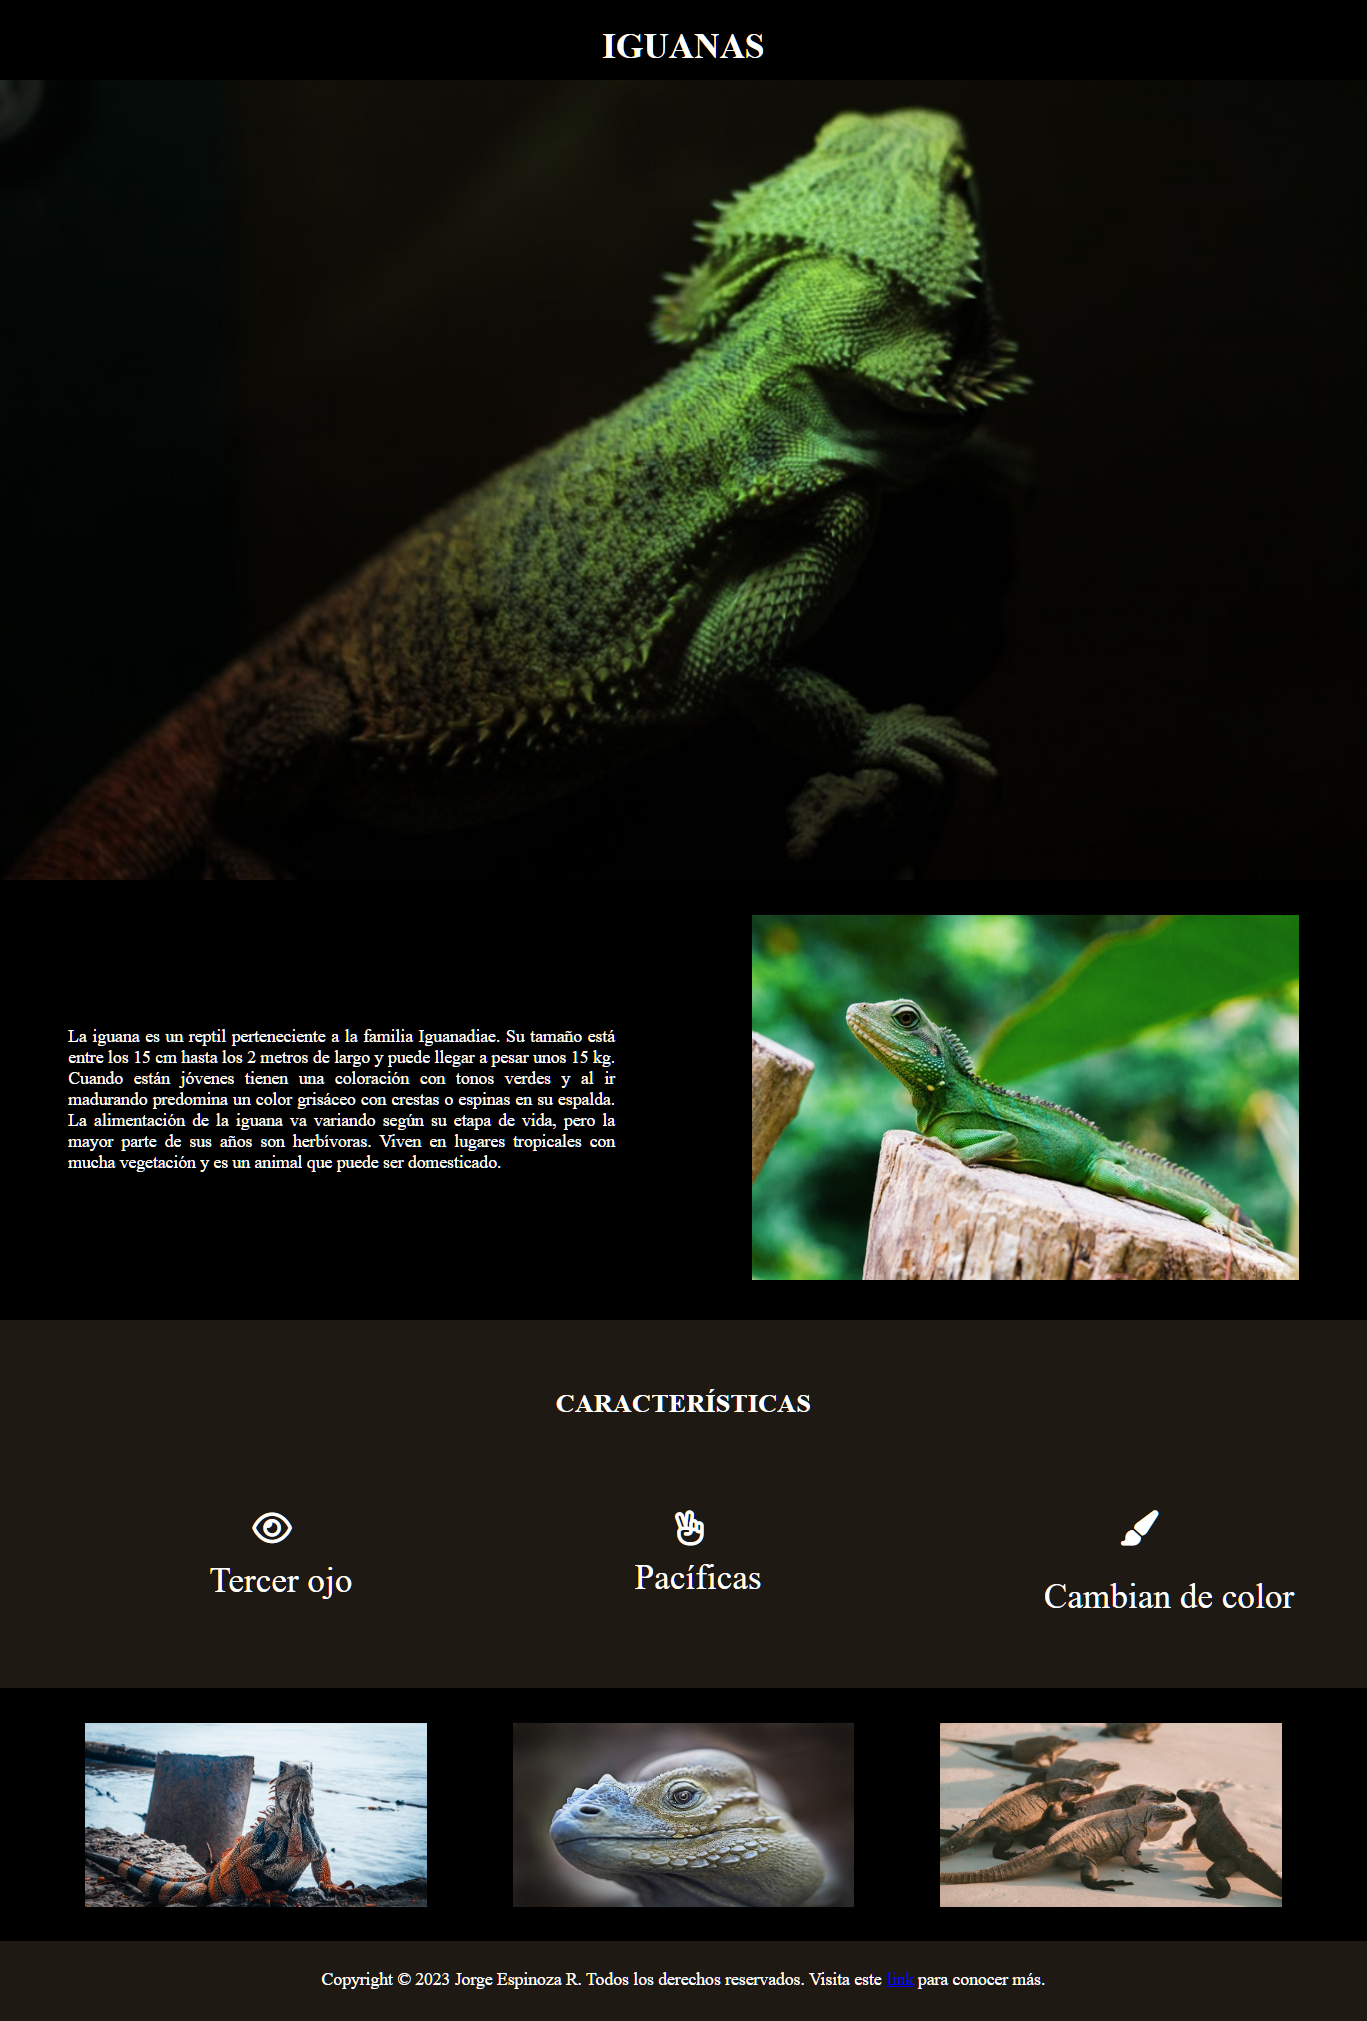 IGUANAS
La iguana es un reptil perteneciente a la familia Iguanadiae. Su tamaño está
entre los 15 cm hasta los 2 metros de largo y puede llegar a pesar unos 15 kg.
Cuando están jóvenes tienen una coloración con tonos verdes y al ir
madurando predomina un color grisáceo con crestas o espinas en su espalda.
La alimentación de la iguana va variando según su etapa de vida, pero la
mayor parte de sus años son herbívoras. Viven en lugares tropicales con
mucha vegetación y es un animal que puede ser domesticado.
CARACTERÍSTICAS
Tercer ojo
Pacíficas
Cambian de color
Copyright © 2023 Jorge Espinoza R. Todos los derechos reservados. Visita este link para conocer más.